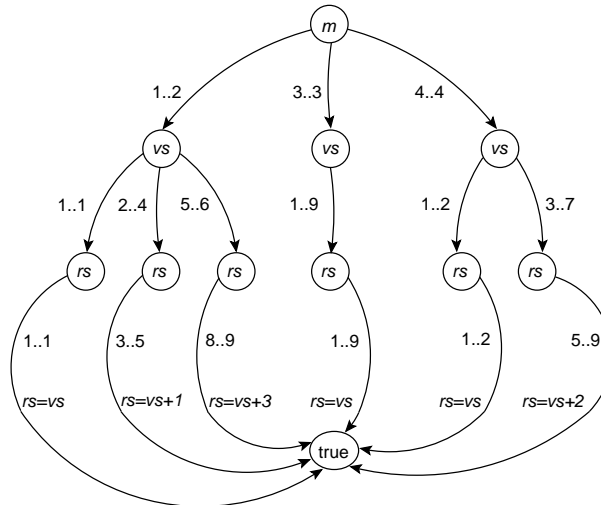 m
1..2 3..3 4..4
vs vs vs
1..1 2..4 5..6 1..9 1..2 3..7
rs rs rs rs rs rs
1..1 3..5 8..9 1..9 1..2 5..9
rs=vs rs=vs+1 rs=vs+3 rs=vs rs=vs rs=vs+2
true